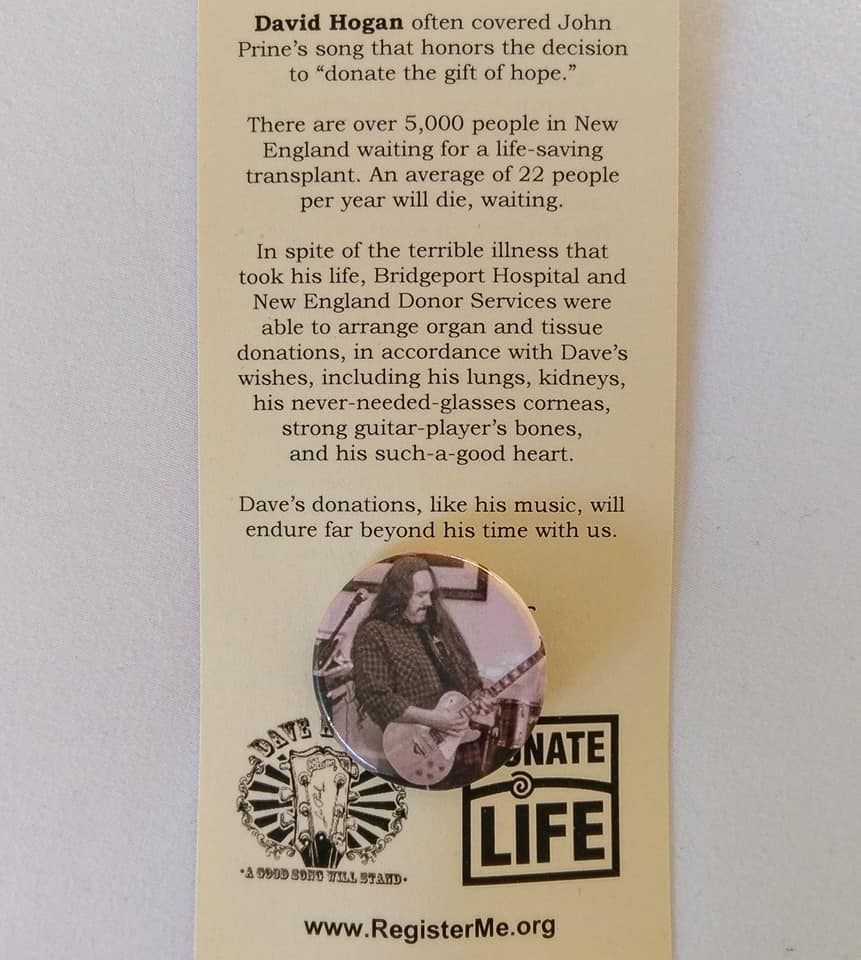 David Hogan often covered John
Prine's song that honors the decision
to “donate the gift of hope.”
There are over 5,000 people in New
England waiting for a life-saving
transplant. An average of 22 people
per year will die, waiting.
In spite of the terrible illness that
took his life, Bridgeport Hospital and
New England Donor Services were
able to arrange organ and tissue
donations, in accordance with Dave's
wishes, including his lungs, kidneys,
his never-needed-glasses corneas,
strong guitar-player's bones,
and his such-a-good heart.
Dave's donations, like his music, will
endure far beyond his time with us.
DAVE
·A GOOD SONG WILL STAND·
NATE
LIFE
www.RegisterMe.org